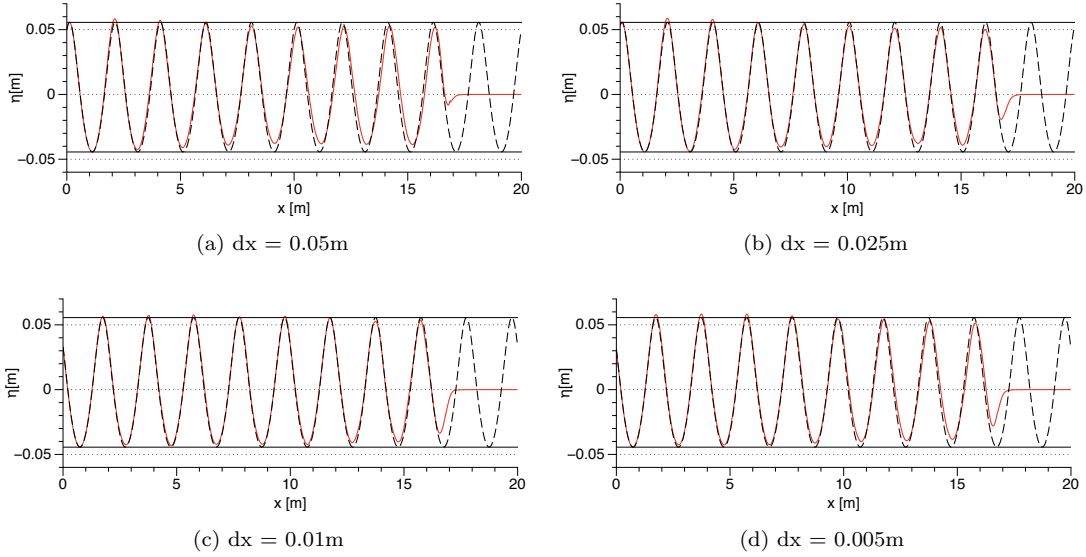 η[m]
0.05
0
−0.05
0 5 10 15 20
x [m]
(a) dx = 0.05m
η[m]
0.05
0
−0.05
0 5 10 15 20
x [m]
(b) dx = 0.025m
η[m]
0.05
0
−0.05
0 5 10 15 20
x [m]
(c) dx = 0.01m
η[m]
0.05
0
−0.05
0 5 10 15 20
x [m]
(d) dx = 0.005m